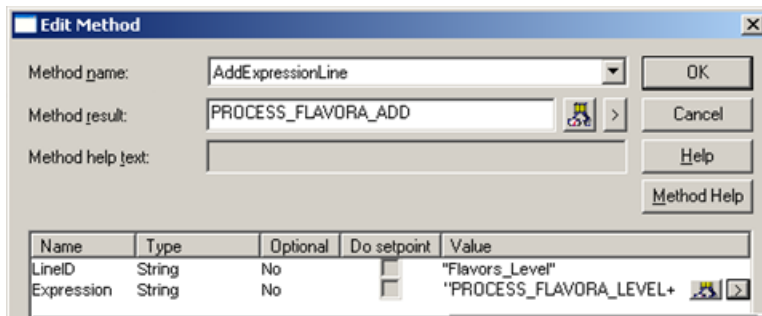 Edit Method
Method name: AddExpressionLine OK
Method result: PROCESS_FLAVORA_ADD > Cancel
Method help text: Help
Method Help
Name Type Optional Do setpoint Value
LineID String No "Flavors_Level"
Expression String No "PROCESS_FLAVORA_LEVEL+ >